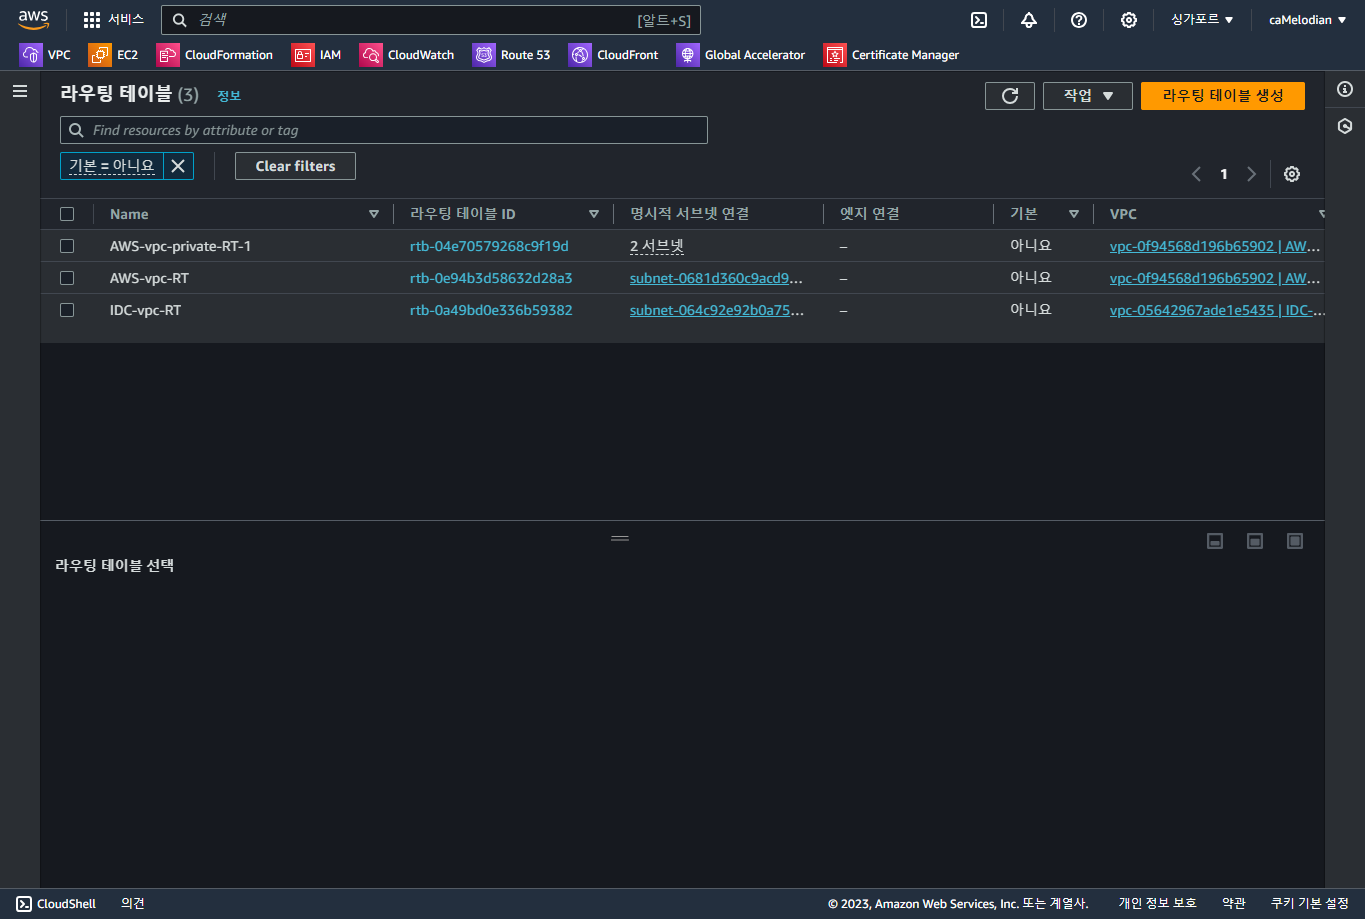 aws 서비스 검색 [알트+S] 싱가포르 caMelodian
VPC EC2 CloudFormation IAM CloudWatch Route 53 CloudFront Global Accelerator Certificate Manager
라우팅 테이블 (3) 정보 작업 라우팅 테이블 생성
Find resources by attribute or tag
기본 = 아니요 Clear filters 1
Name 라우팅 테이블 ID 명시적 서브넷 연결 엣지 연결 기본 VPC
AWS-vpc-private-RT-1 rtb-04e70579268c9f19d 2 서브넷 – 아니요 vpc-0f94568d196b65902 | AW...
AWS-vpc-RT rtb-0e94b3d58632d28a3 subnet-0681d360c9acd9... – 아니요 vpc-0f94568d196b65902 | AW...
IDC-vpc-RT rtb-0a49bd0e336b59382 subnet-064c92e92b0a75... – 아니요 vpc-05642967ade1e5435 | IDC-...
라우팅 테이블 선택
CloudShell 의견 © 2023, Amazon Web Services, Inc. 또는 계열사. 개인 정보 보호 약관 쿠키 기본 설정